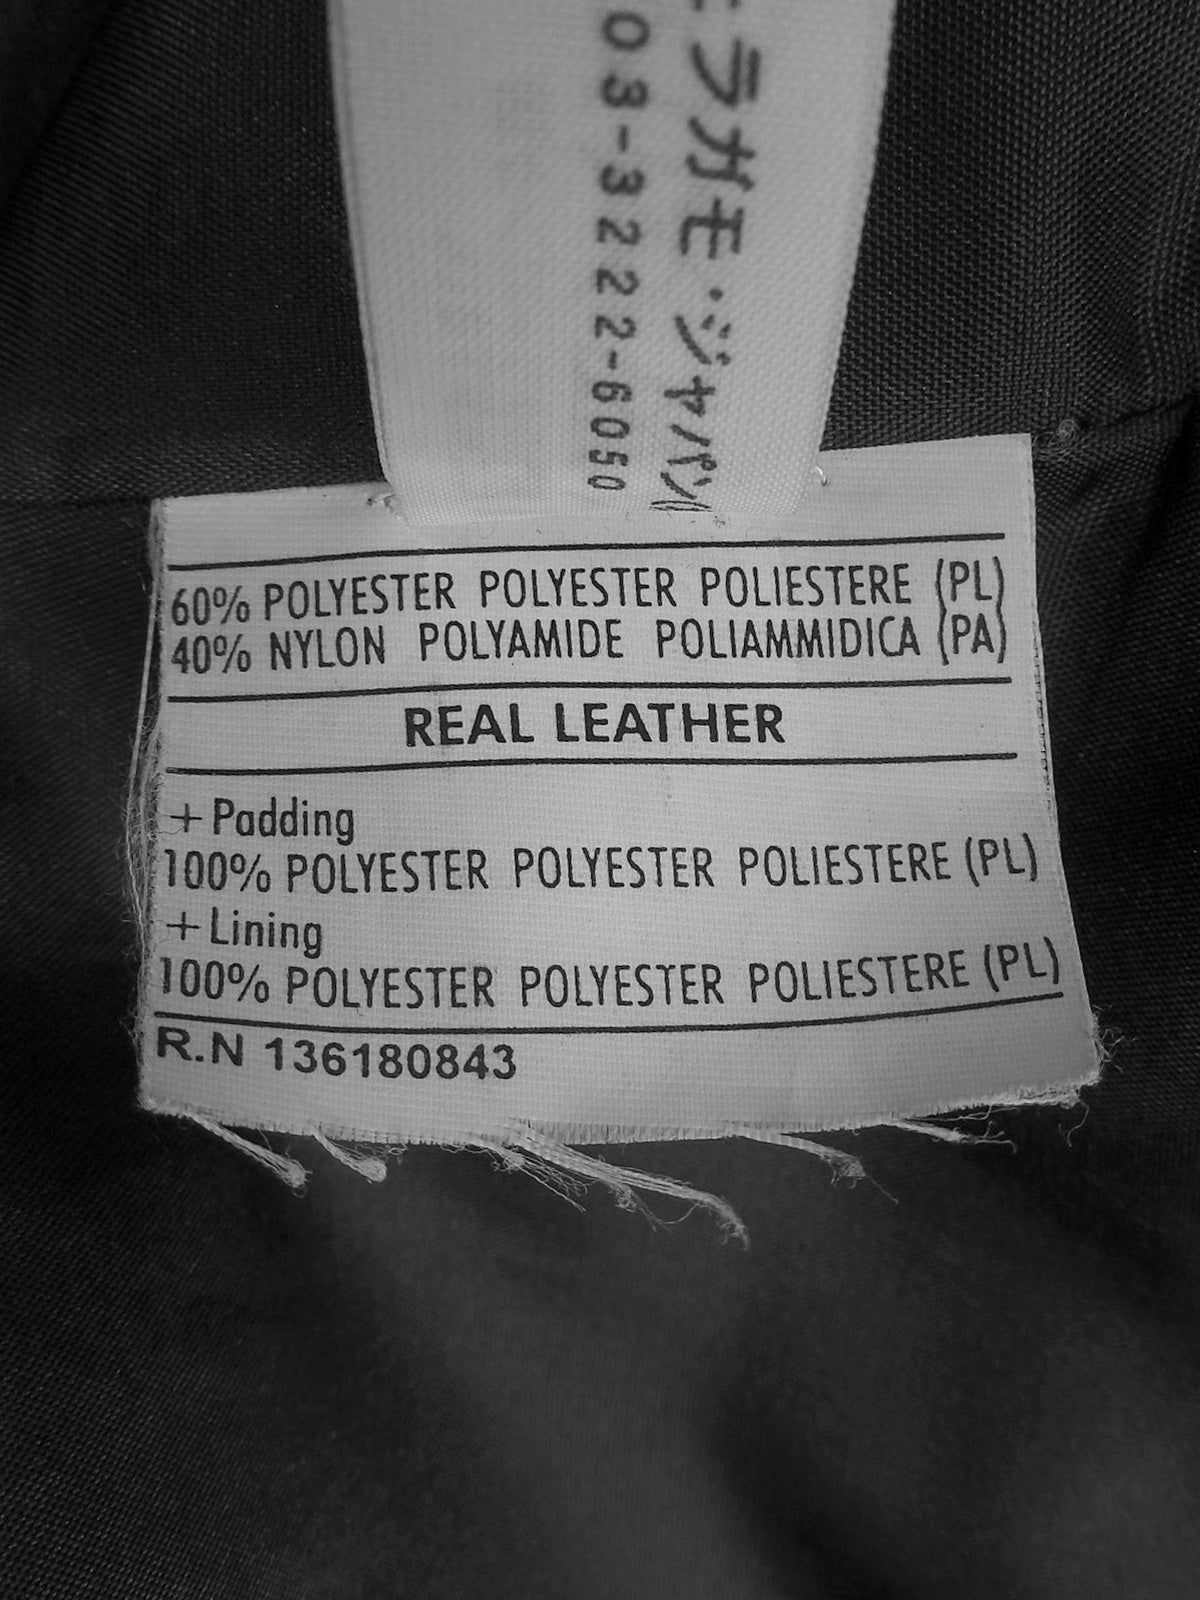 ラガモ・ジャパン
03-3222-6050
60% POLYESTER POLYESTER POLIESTERE (PL)
40% NYLON POLYAMIDE POLIAMMIDICA (PA)
REAL LEATHER
+Padding
100% POLYESTER POLYESTER POLIESTERE (PL)
+Lining
100% POLYESTER POLYESTER POLIESTERE (PL)
R.N 136180843